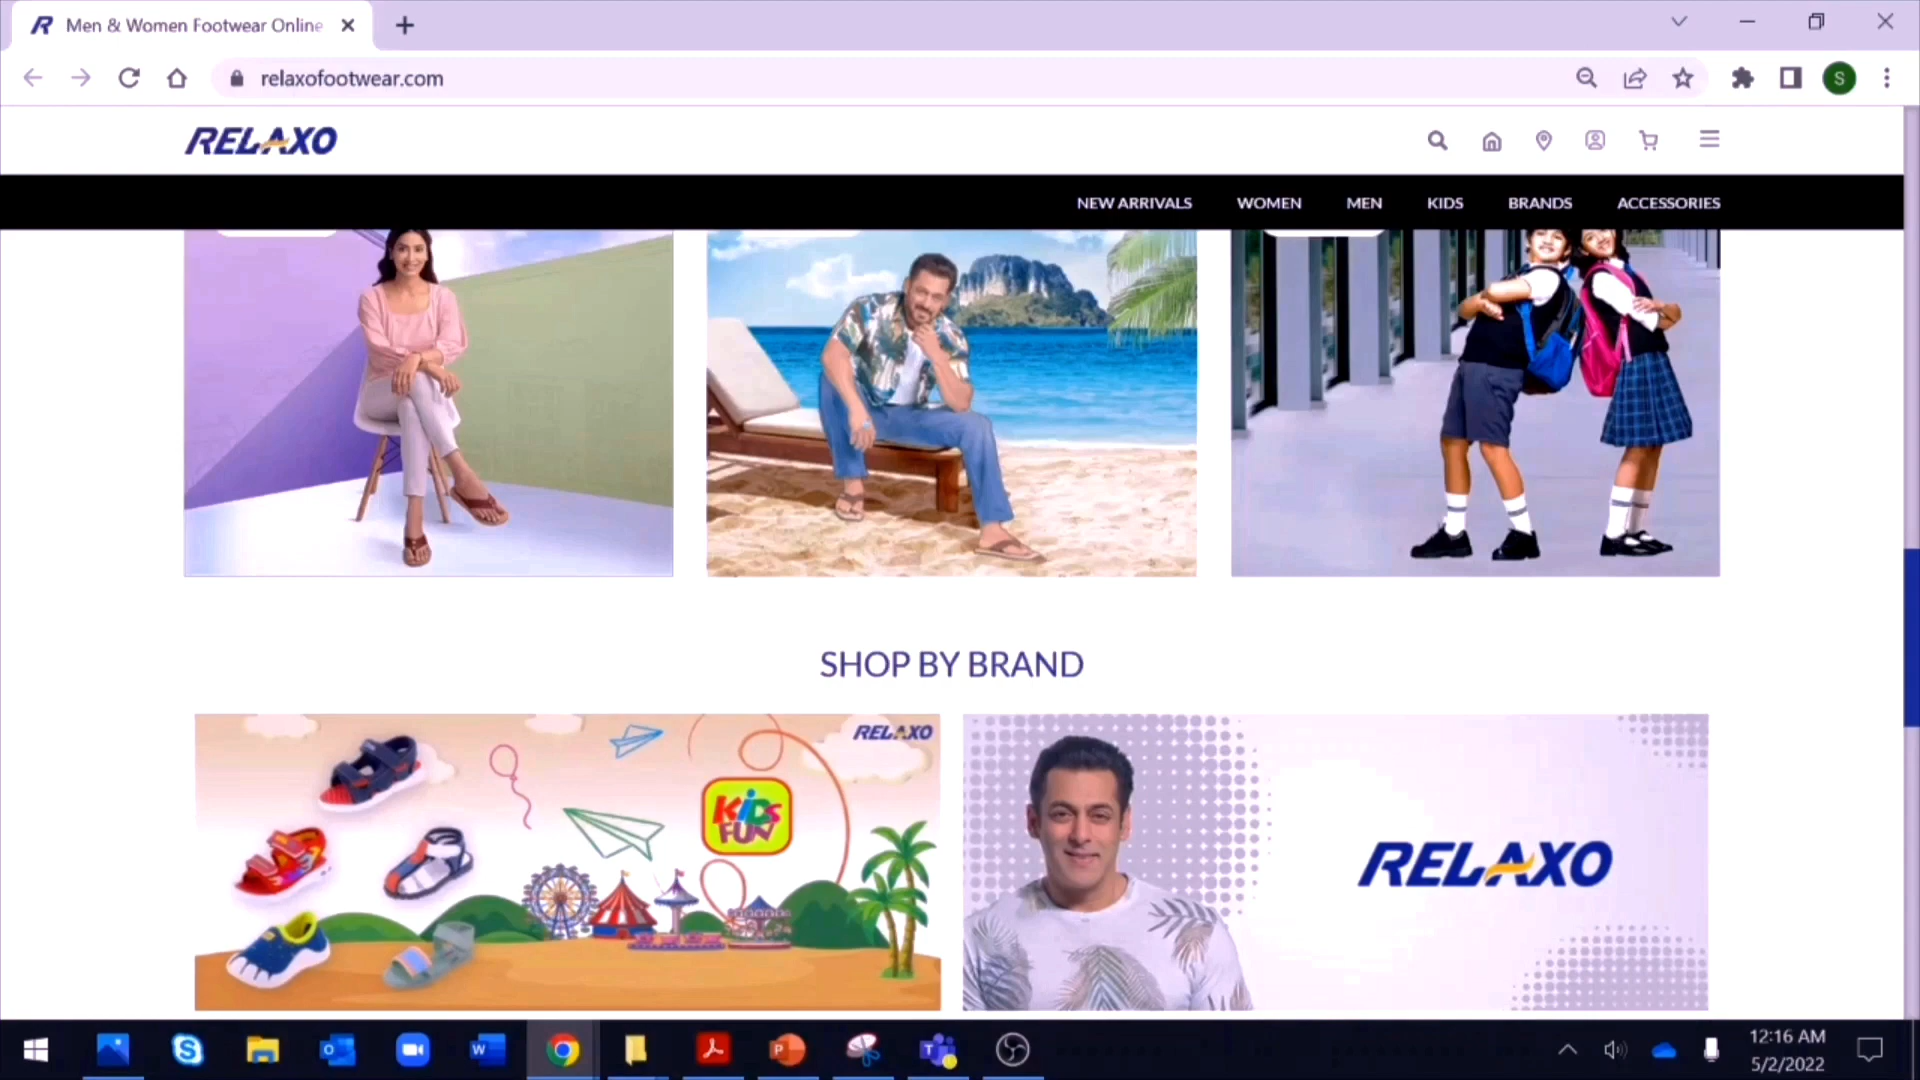 Men & Women Footwear Online
relaxofootwear.com
S
RELAXO
NEW ARRIVALS WOMEN MEN KIDS BRANDS ACCESSORIES
SHOP BY BRAND
RELAXO
KIDS
FUN
RELAXO
12:16 AM
5/2/2022